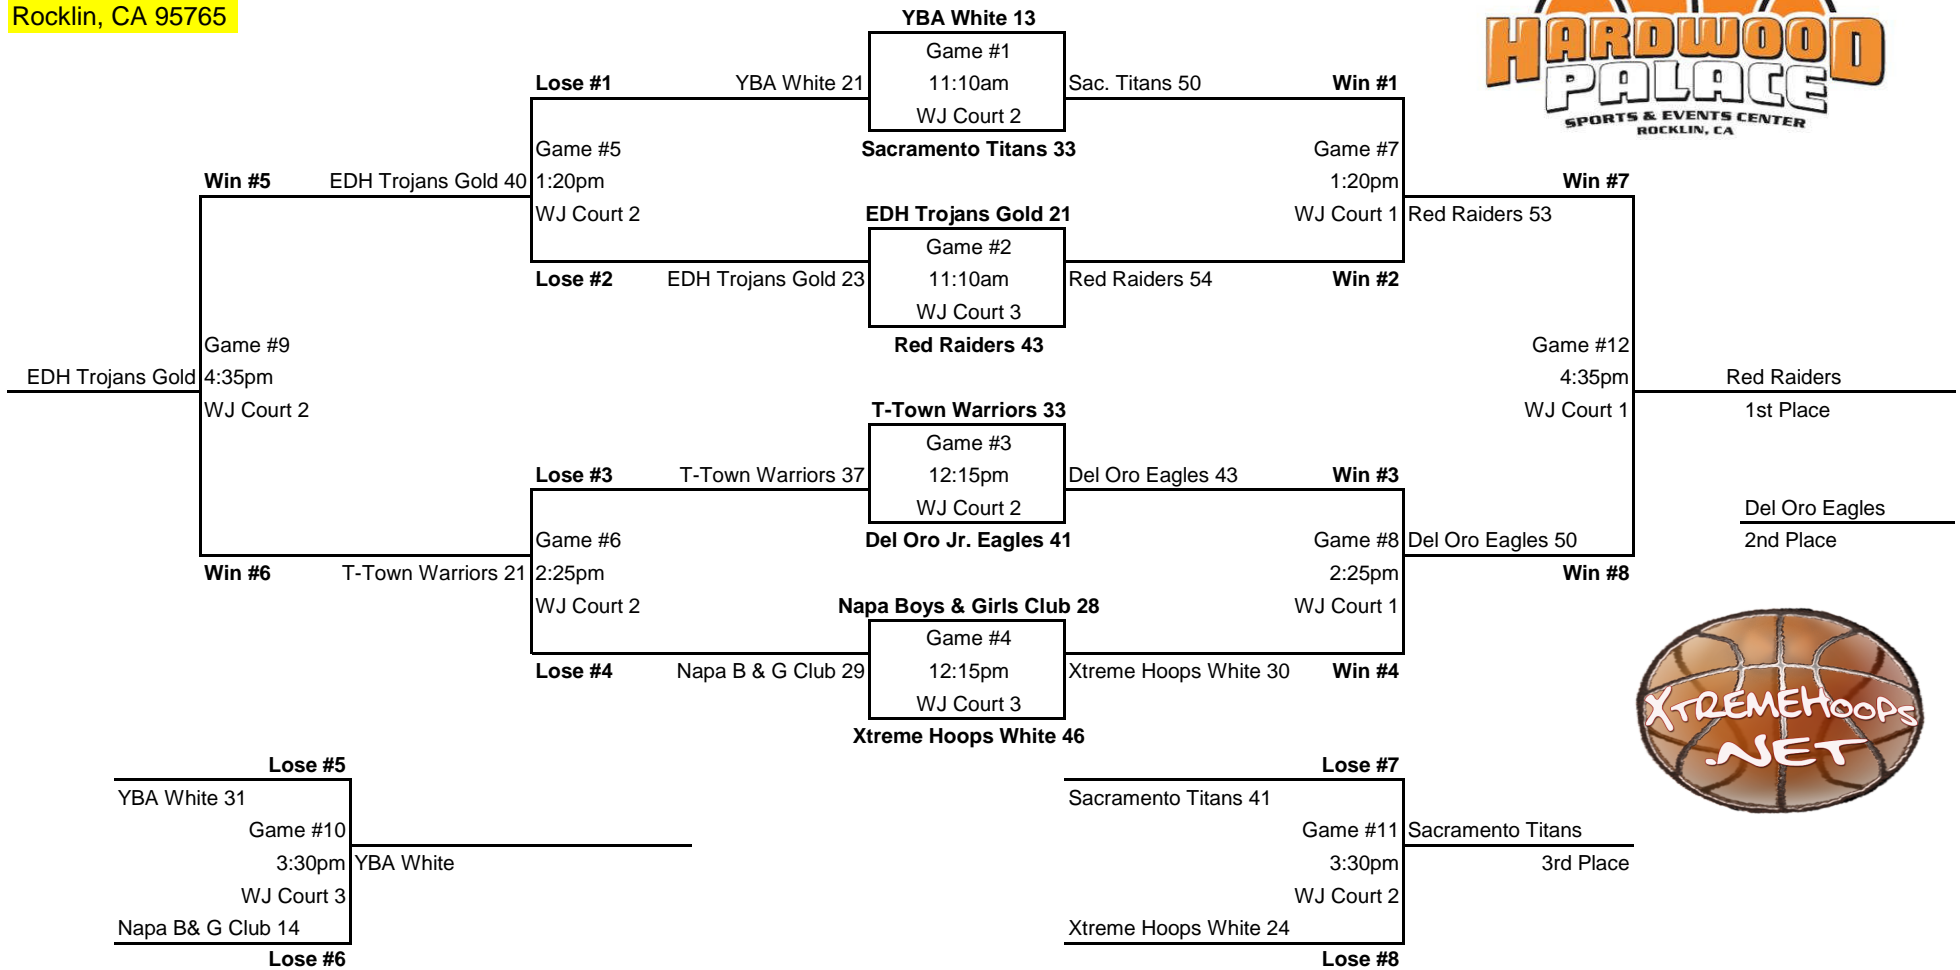 Rocklin, CA 95765
YBA White 13
HARDWOOD
PALACE
SPORTS & EVENTS CENTER
ROCKLIN, CA
Game #1
Lose #1
YBA White 21
11:10am
Sac. Titans 50
Win #1
WJ Court 2
Game #5
Sacramento Titans 33
Game #7
Win #5
EDH Trojans Gold 40
1:20pm
1:20pm
Win #7
WJ Court 2
EDH Trojans Gold 21
WJ Court 1
Red Raiders 53
Game #2
Lose #2
EDH Trojans Gold 23
11:10am
Red Raiders 54
Win #2
WJ Court 3
Game #9
Red Raiders 43
Game #12
EDH Trojans Gold
4:35pm
4:35pm
Red Raiders
WJ Court 2
T-Town Warriors 33
WJ Court 1
1st Place
Game #3
Lose #3
T-Town Warriors 37
12:15pm
Del Oro Eagles 43
Win #3
WJ Court 2
Del Oro Eagles
Game #6
Del Oro Jr. Eagles 41
Game #8
Del Oro Eagles 50
2nd Place
Win #6
T-Town Warriors 21
2:25pm
2:25pm
Win #8
WJ Court 2
Napa Boys & Girls Club 28
WJ Court 1
Game #4
Lose #4
Napa B & G Club 29
12:15pm
Xtreme Hoops White 30
Win #4
WJ Court 3
XTREMEHOOPS
.NET
Xtreme Hoops White 46
Lose #5
Lose #7
YBA White 31
Sacramento Titans 41
Game #10
Game #11
Sacramento Titans
3:30pm
YBA White
3:30pm
3rd Place
WJ Court 3
WJ Court 2
Napa B& G Club 14
Xtreme Hoops White 24
Lose #6
Lose #8